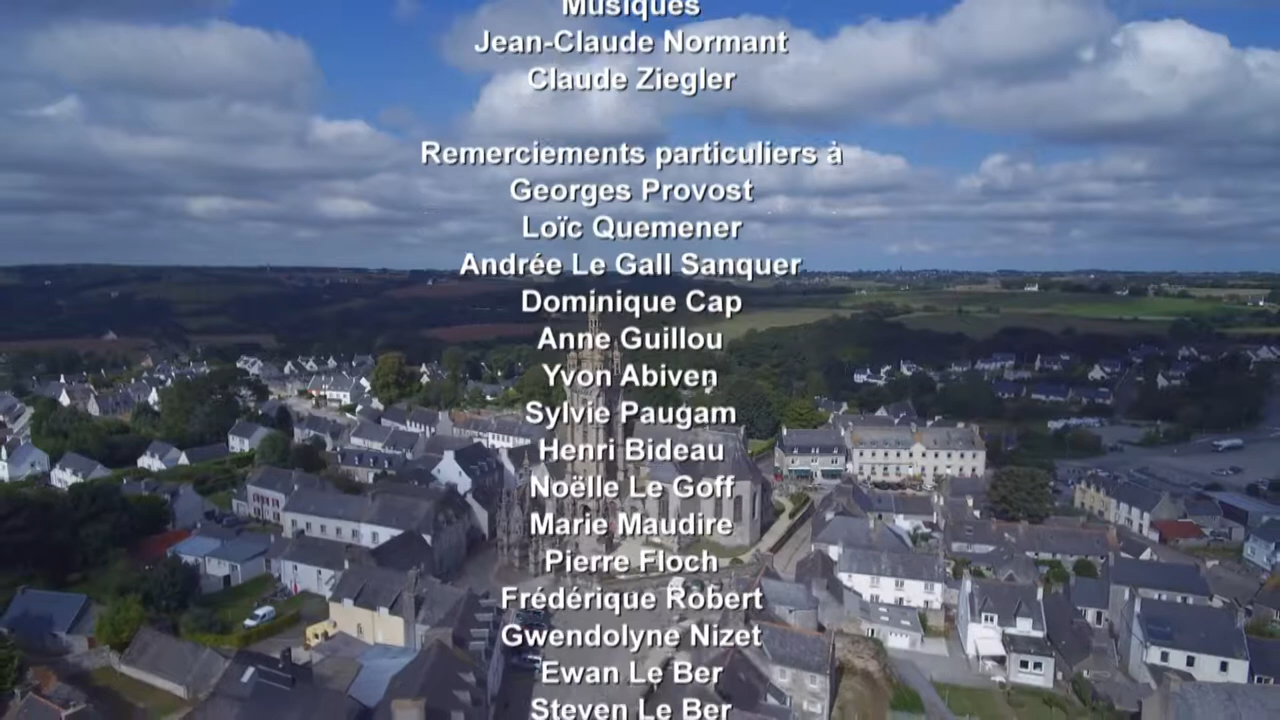 Musiques
Jean-Claude Normant
Claude Ziegler
Remerciements particuliers à
Georges Provost
Loïc Quemener
Andrée Le Gall Sanquer
Dominique Cap
Anne Guillou
Yvon Abiven
Sylvie Paugam
Henri Bideau
Noëlle Le Goff
Marie Maudire
Pierre Floch
Frédérique Robert
Gwendolyne Nizet
Ewan Le Ber
Steven Le Ber